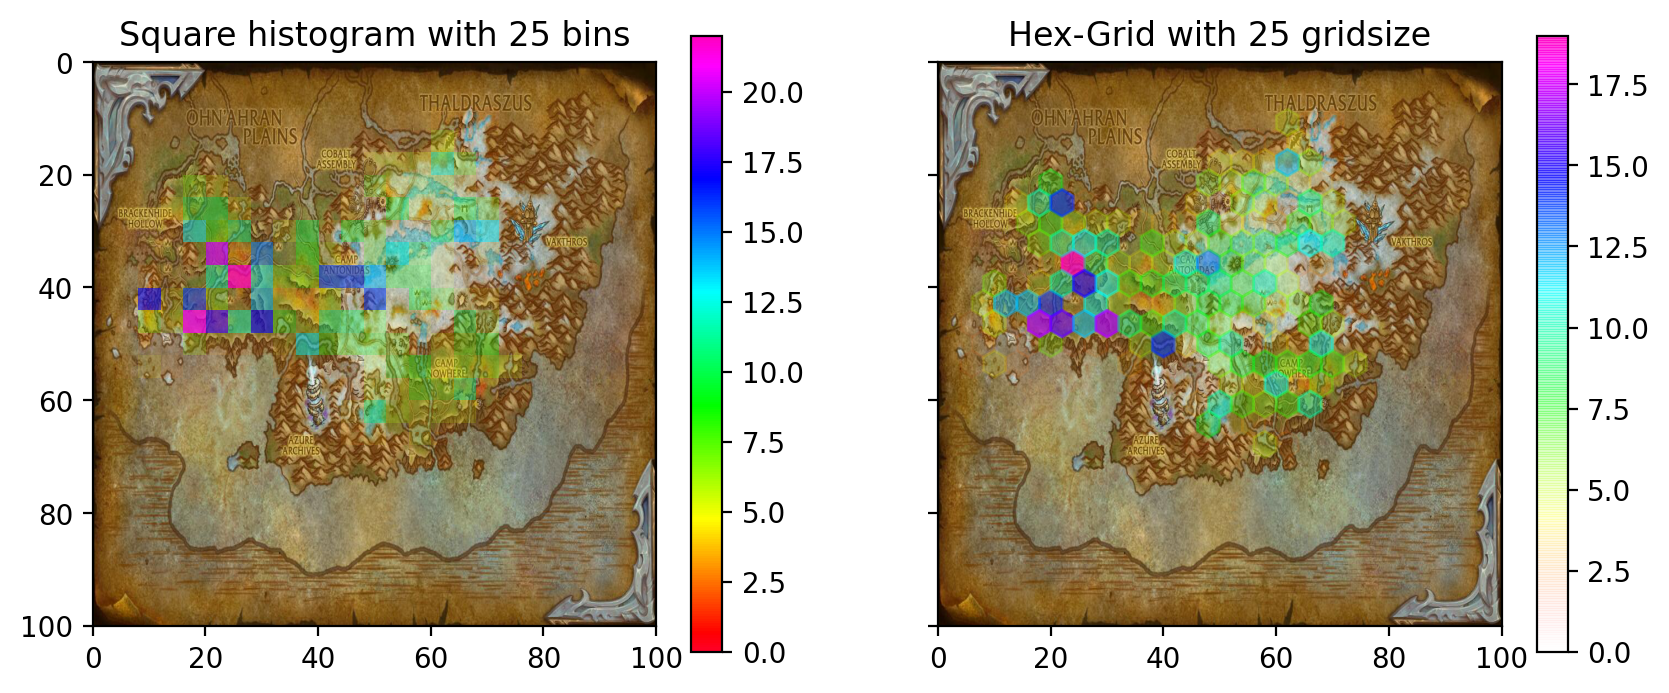 Square histogram with 25 bins
0
20
40
60
80
100
0
20
40
60
80
100
OHN'AHRAN
PLAINS
THALDRASZUS
COBALT
ASSEMBLY
BRACKENHIDE
HOLLOW
VAKTHROS
CAMP
ANTONIDAS
CAMP
NOWHERE
AZURE
ARCHIVES
20.0
17.5
15.0
12.5
10.0
7.5
5.0
2.5
0.0
Hex-Grid with 25 gridsize
OHN'AHRAN
PLAINS
THALDRASZUS
COBALT
ASSEMBLY
BRACKENHIDE
HOLLOW
VAKTHROS
CAMP
ANTONIDAS
CAMP
NOWHERE
AZURE
ARCHIVES
0
20
40
60
80
100
17.5
15.0
12.5
10.0
7.5
5.0
2.5
0.0